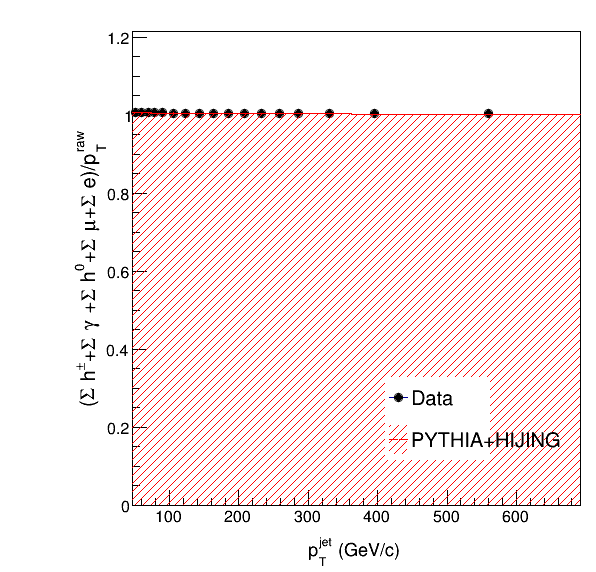 (Σ h±+Σ γ +Σ h0+Σ μ+Σ e)/pTraw
1.2
1
0.8
0.6
0.4
0.2
0
Data
PYTHIA+HIJING
100 200 300 400 500 600
pTjet (GeV/c)